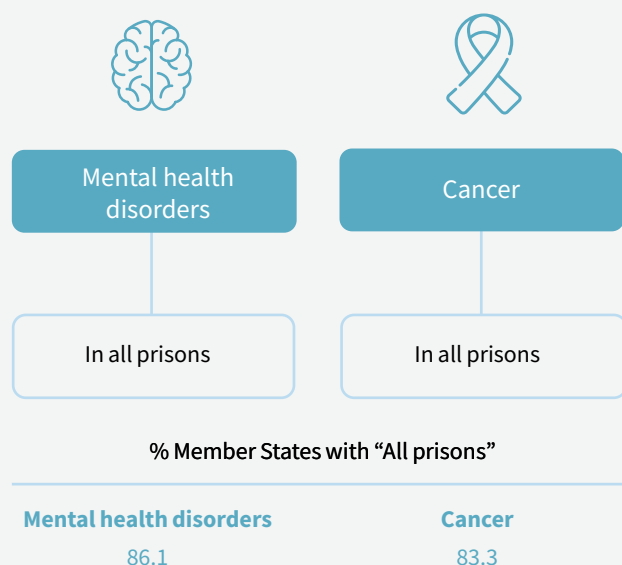 Mental health
disorders
Cancer
In all prisons
In all prisons
% Member States with “All prisons”
Mental health disorders
Cancer
86.1
83.3